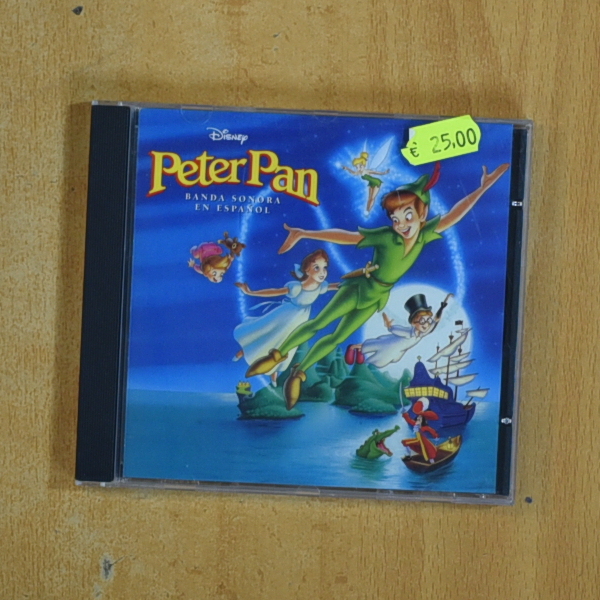 Disney
Peter Pan
BANDA SONORA
EN ESPAÑOL
€ 25,00